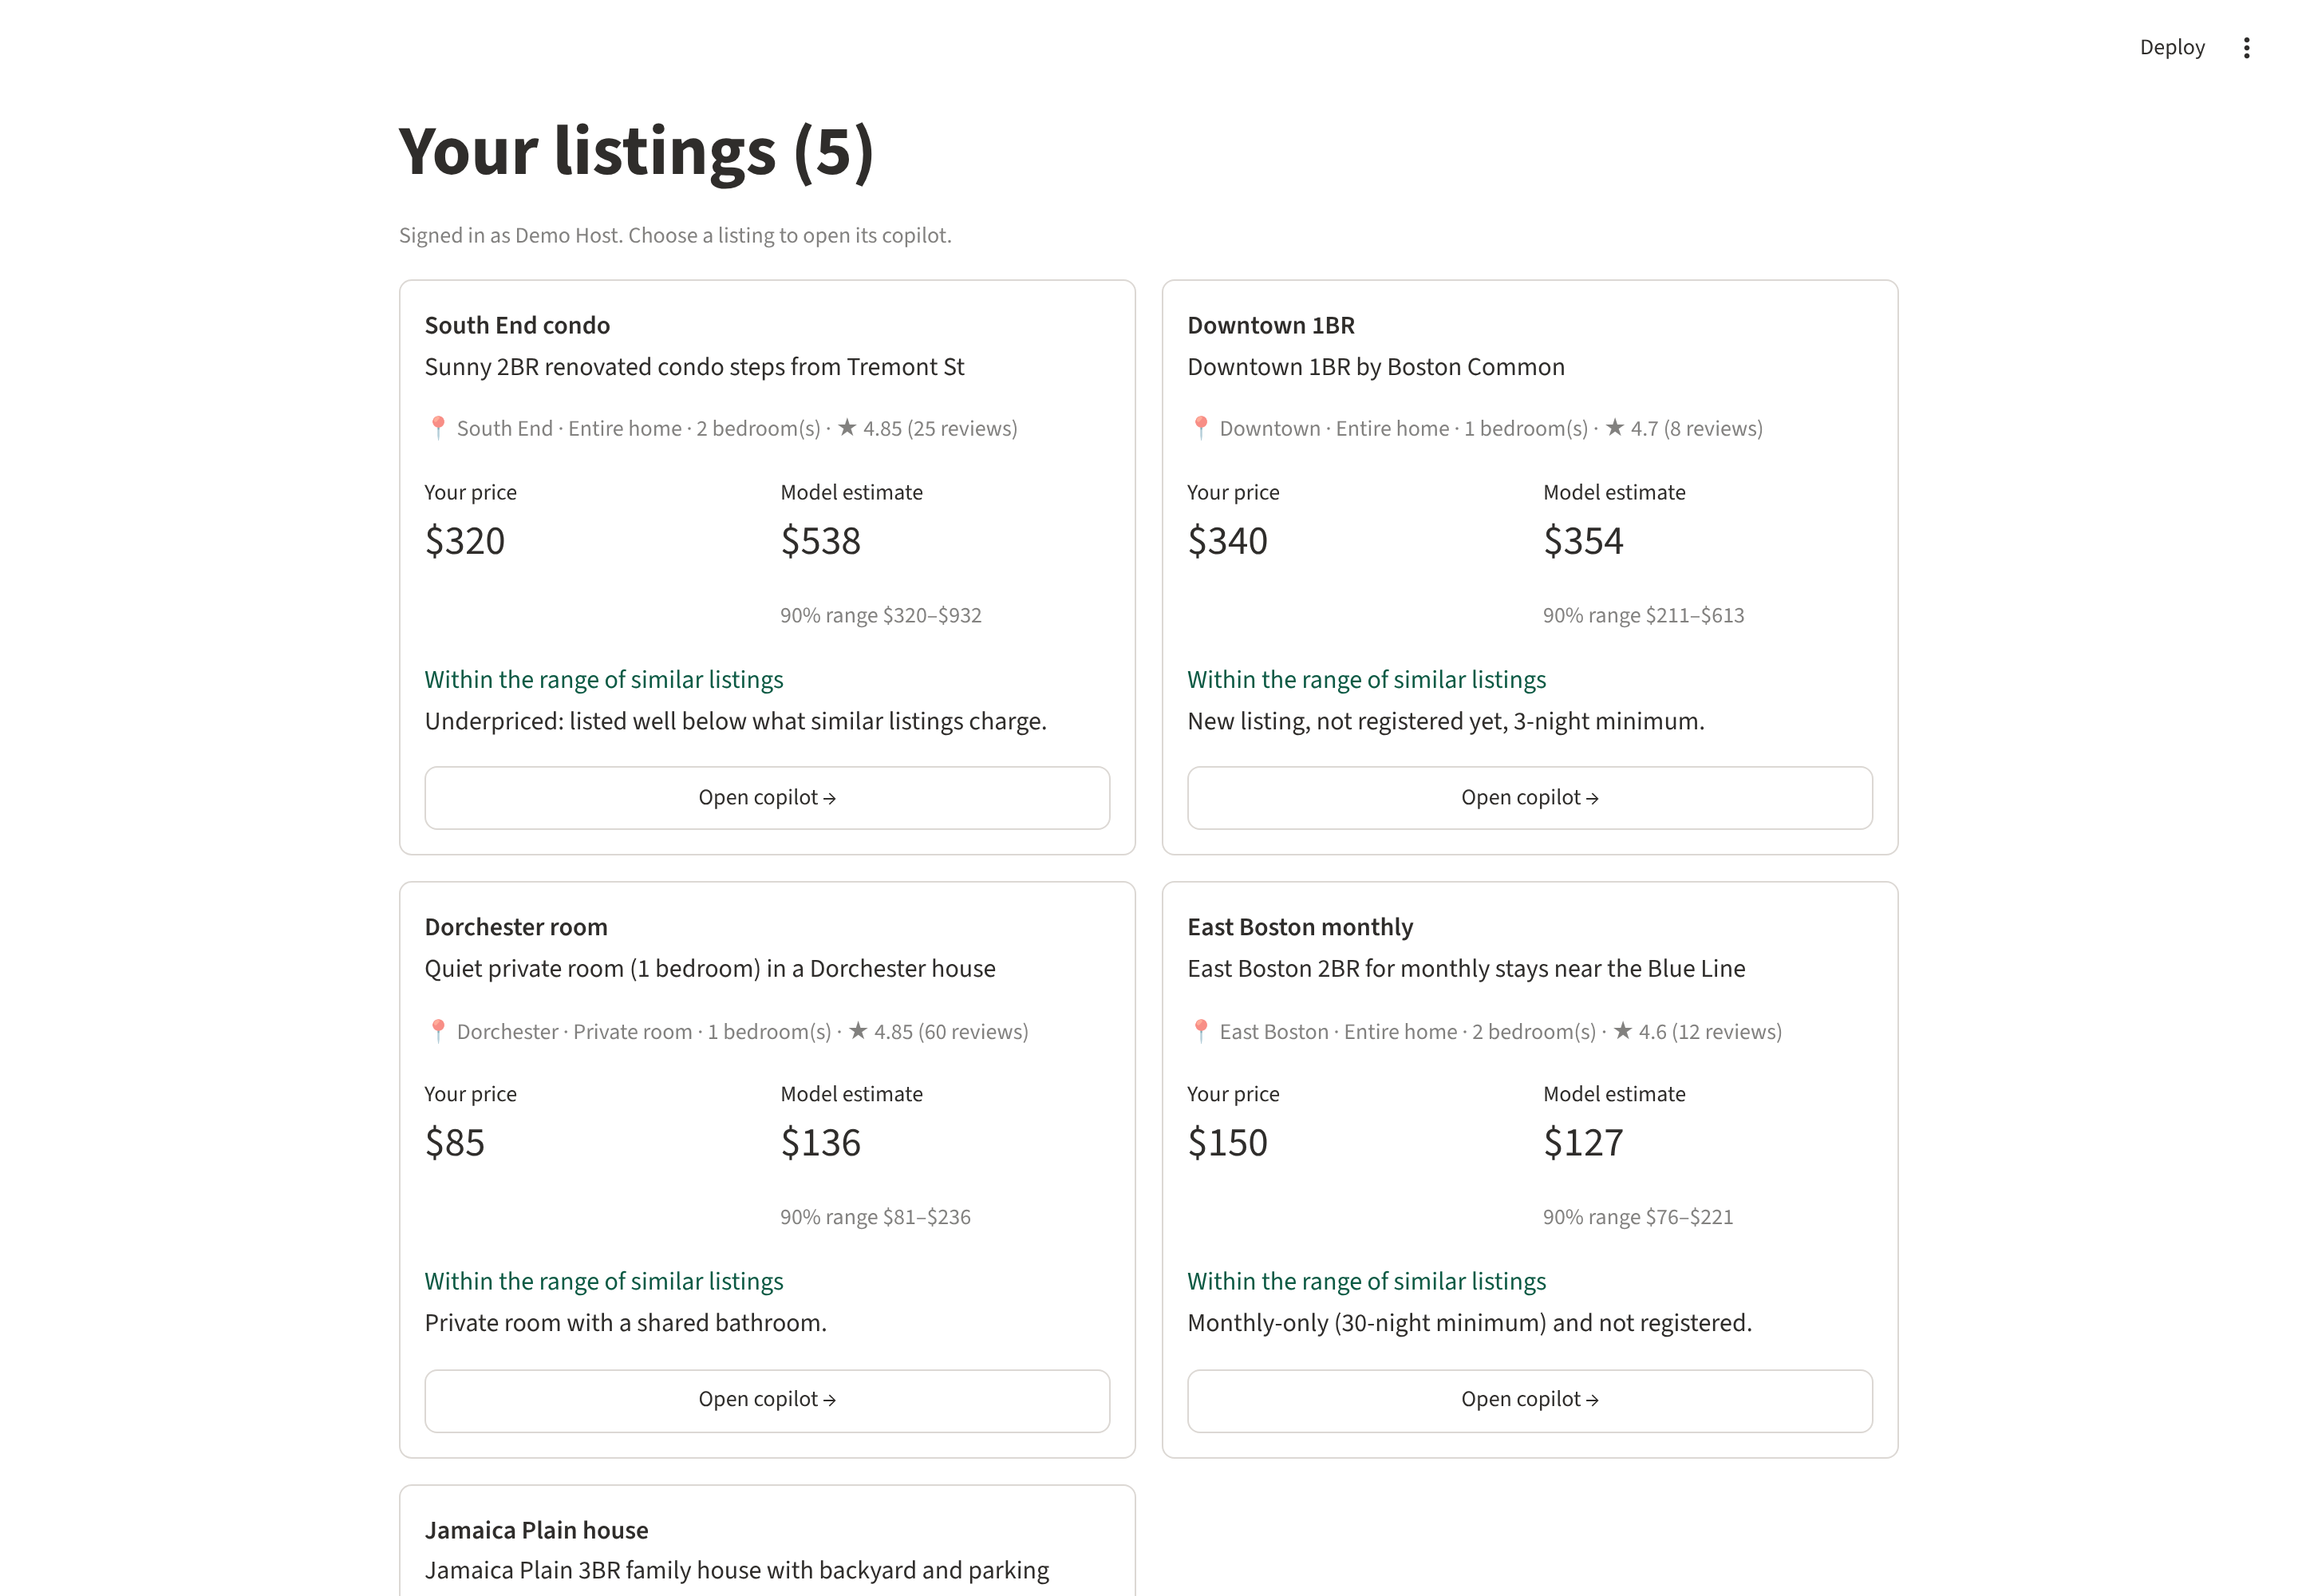 Deploy
Your listings (5)
Signed in as Demo Host. Choose a listing to open its copilot.
South End condo
Sunny 2BR renovated condo steps from Tremont St
📍 South End · Entire home · 2 bedroom(s) · ★ 4.85 (25 reviews)
Your price
Model estimate
$320
$538
90% range $320–$932
Within the range of similar listings
Underpriced: listed well below what similar listings charge.
Open copilot →
Downtown 1BR
Downtown 1BR by Boston Common
📍 Downtown · Entire home · 1 bedroom(s) · ★ 4.7 (8 reviews)
Your price
Model estimate
$340
$354
90% range $211–$613
Within the range of similar listings
New listing, not registered yet, 3-night minimum.
Open copilot →
Dorchester room
Quiet private room (1 bedroom) in a Dorchester house
📍 Dorchester · Private room · 1 bedroom(s) · ★ 4.85 (60 reviews)
Your price
Model estimate
$85
$136
90% range $81–$236
Within the range of similar listings
Private room with a shared bathroom.
Open copilot →
East Boston monthly
East Boston 2BR for monthly stays near the Blue Line
📍 East Boston · Entire home · 2 bedroom(s) · ★ 4.6 (12 reviews)
Your price
Model estimate
$150
$127
90% range $76–$221
Within the range of similar listings
Monthly-only (30-night minimum) and not registered.
Open copilot →
Jamaica Plain house
Jamaica Plain 3BR family house with backyard and parking